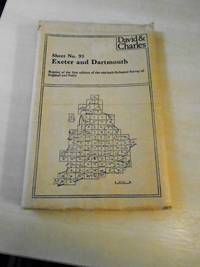 David &
Charles
Sheet No. 93
Exeter and Dartmouth
Reprint of the first edition of the one-inch Ordnance Survey of
England and Wales